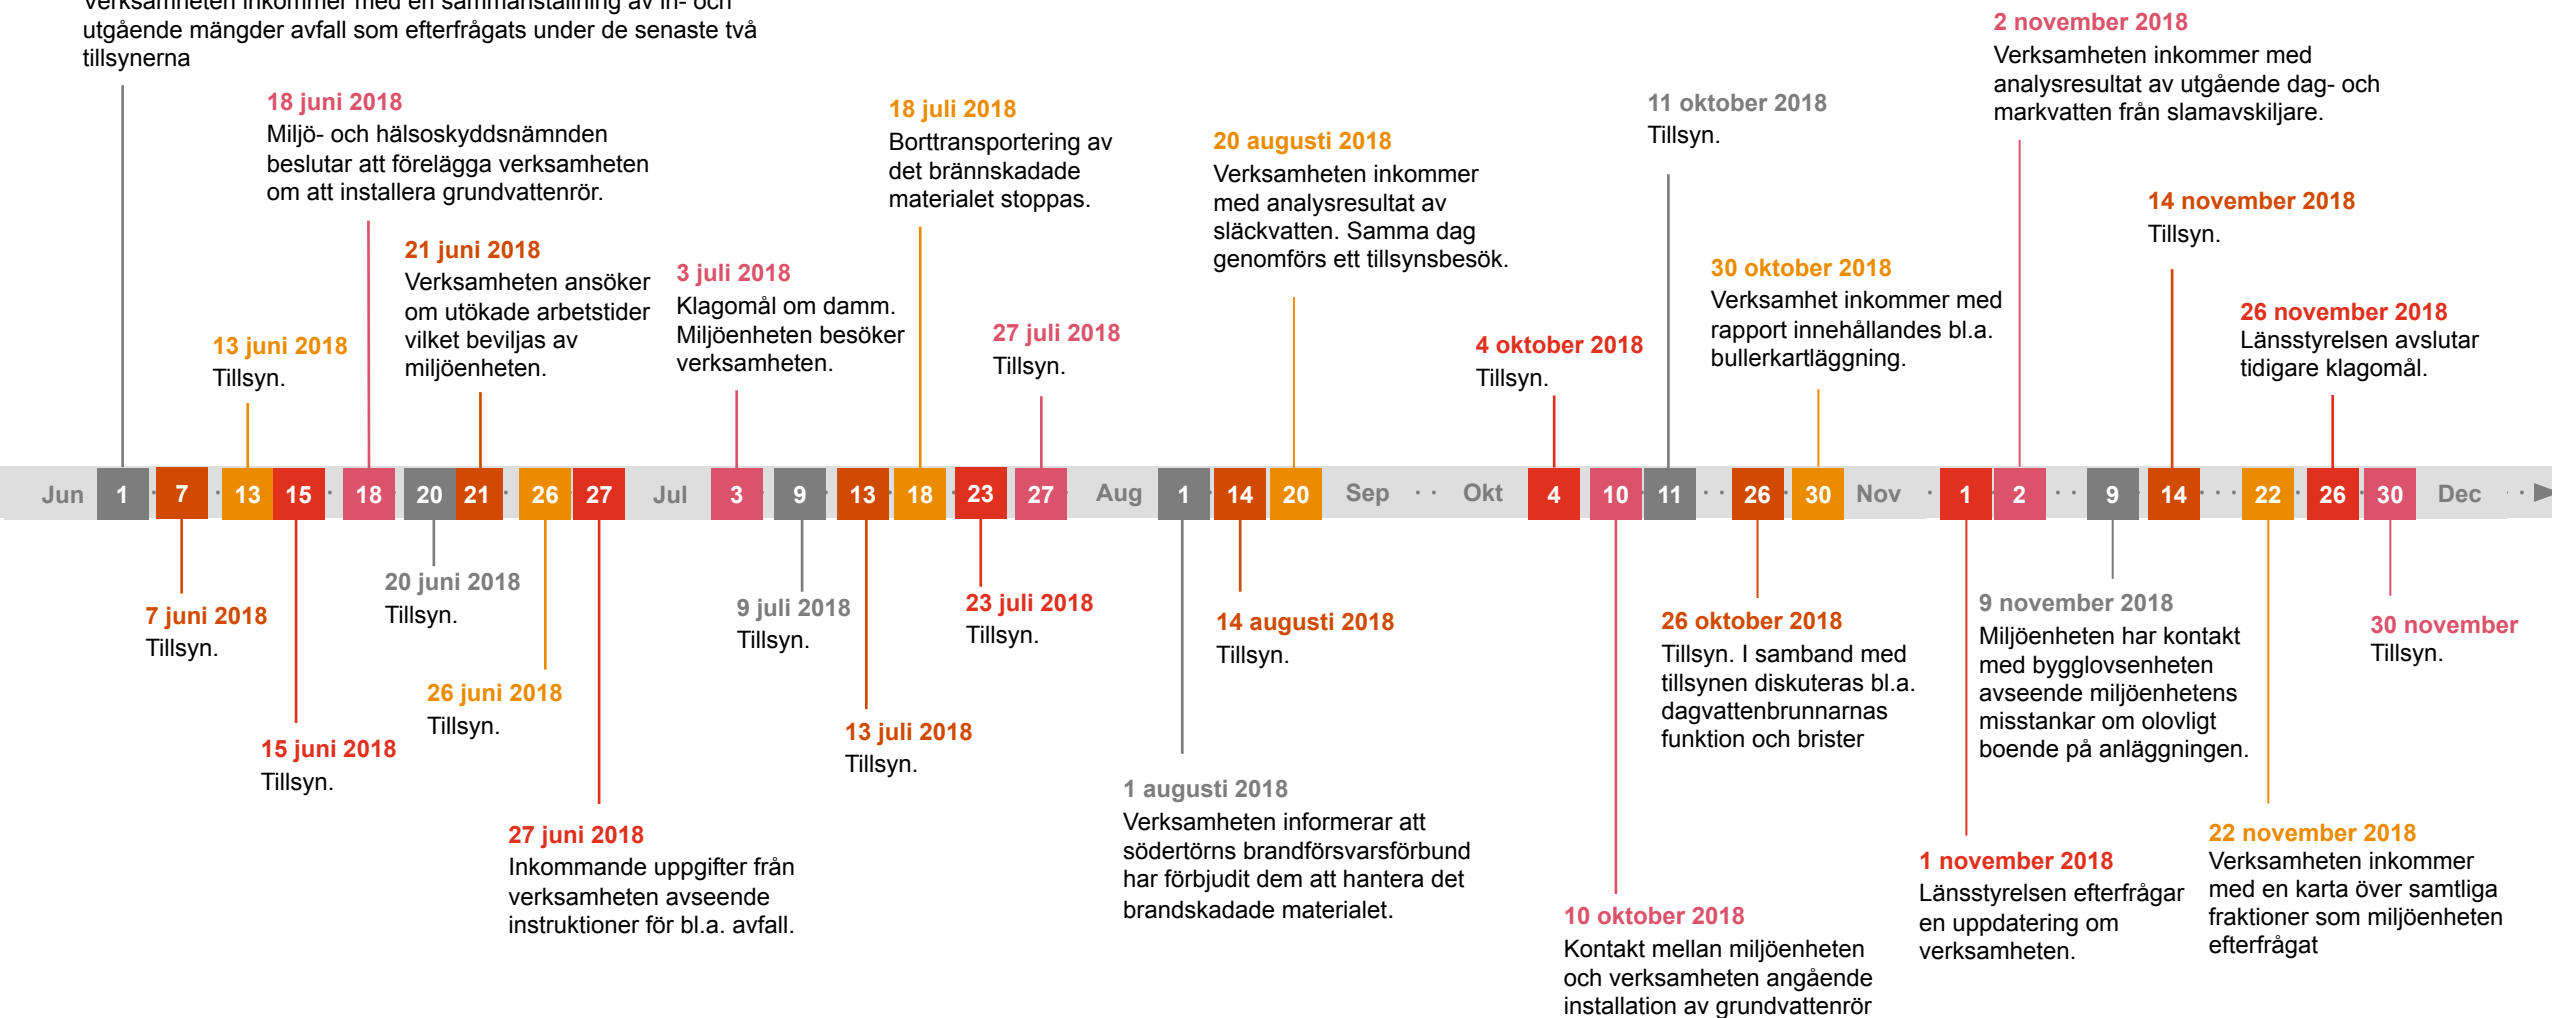 Verksamheten inkommer med en sammanställning av in- och
utgående mängder avfall som efterfrågats under de senaste två
tillsynerna
18 juni 2018
Miljö- och hälsoskyddsnämnden
beslutar att förelägga verksamheten
om att installera grundvattenrör.
13 juni 2018
Tillsyn.
21 juni 2018
Verksamheten ansöker
om utökade arbetstider
vilket beviljas av
miljöenheten.
3 juli 2018
Klagomål om damm.
Miljöenheten besöker
verksamheten.
18 juli 2018
Borttransportering av
det brännskadade
materialet stoppas.
27 juli 2018
Tillsyn.
20 augusti 2018
Verksamheten inkommer
med analysresultat av
släckvatten. Samma dag
genomförs ett tillsynsbesök.
4 oktober 2018
Tillsyn.
11 oktober 2018
Tillsyn.
30 oktober 2018
Verksamhet inkommer med
rapport innehållandes bl.a.
bullerkartläggning.
2 november 2018
Verksamheten inkommer med
analysresultat av utgående dag- och
markvatten från slamavskiljare.
14 november 2018
Tillsyn.
26 november 2018
Länsstyrelsen avslutar
tidigare klagomål.
Jun 1 7 13 15 18 20 21 26 27 Jul 3 9 13 18 23 27 Aug 1 14 20 Sep Okt 4 10 11 26 30 Nov 1 2 9 14 22 26 30 Dec
7 juni 2018
Tillsyn.
15 juni 2018
Tillsyn.
20 juni 2018
Tillsyn.
26 juni 2018
Tillsyn.
27 juni 2018
Inkommande uppgifter från
verksamheten avseende
instruktioner för bl.a. avfall.
9 juli 2018
Tillsyn.
13 juli 2018
Tillsyn.
23 juli 2018
Tillsyn.
1 augusti 2018
Verksamheten informerar att
södertörns brandförsvarsförbund
har förbjudit dem att hantera det
brandskadade materialet.
14 augusti 2018
Tillsyn.
10 oktober 2018
Kontakt mellan miljöenheten
och verksamheten angående
installation av grundvattenrör
26 oktober 2018
Tillsyn. I samband med
tillsynen diskuteras bl.a.
dagvattenbrunnarnas
funktion och brister
1 november 2018
Länsstyrelsen efterfrågar
en uppdatering om
verksamheten.
9 november 2018
Miljöenheten har kontakt
med bygglovsenheten
avseende miljöenhetens
misstankar om olovligt
boende på anläggningen.
22 november 2018
Verksamheten inkommer
med en karta över samtliga
fraktioner som miljöenheten
efterfrågat
30 november
Tillsyn.